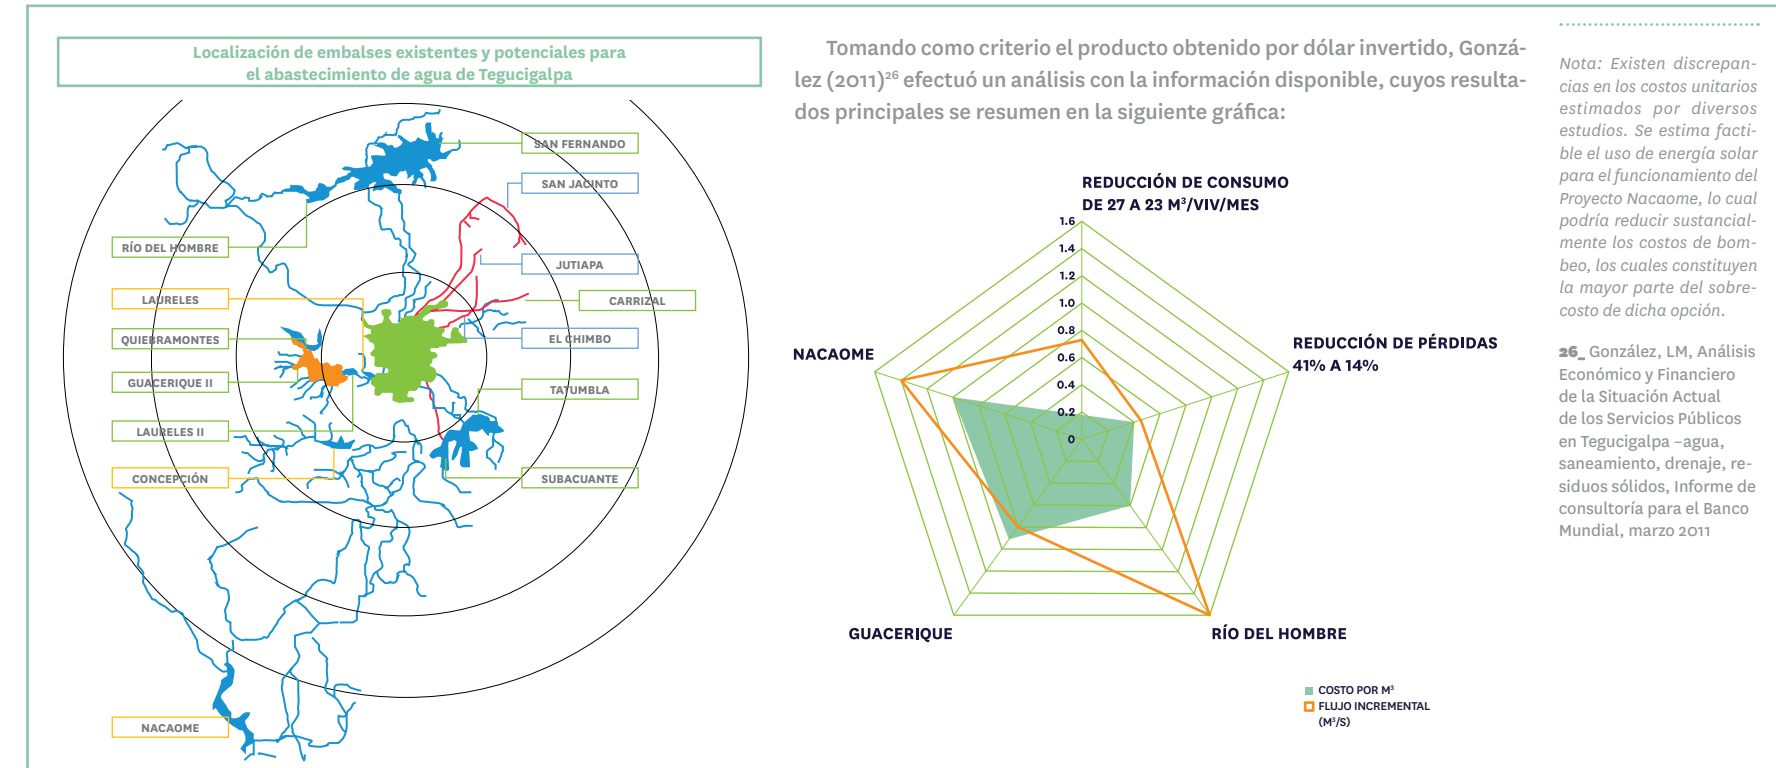 Localización de embalses existentes y potenciales para
el abastecimiento de agua de Tegucigalpa
SAN FERNANDO
SAN JACINTO
RÍO DEL HOMBRE
JUTIAPA
LAURELES
CARRIZAL
QUIEBRAMONTES
EL CHIMBO
GUACERIQUE II
TATUMBLA
LAURELES II
CONCEPCIÓN
SUBACUANTE
NACAOME
Tomando como criterio el producto obtenido por dólar invertido, Gonzá-
lez (2011)²⁶ efectuó un análisis con la información disponible, cuyos resulta-
dos principales se resumen en la siguiente gráfica:
REDUCCIÓN DE CONSUMO
DE 27 A 23 M³/VIV/MES
1.6
1.4
1.2
1.0
0.8
0.6
0.4
0.2
0
NACAOME
REDUCCIÓN DE PÉRDIDAS
41% A 14%
GUACERIQUE
RÍO DEL HOMBRE
COSTO POR M³
FLUJO INCREMENTAL
(M³/S)
Nota: Existen discrepan-
cias en los costos unitarios
estimados por diversos
estudios. Se estima facti-
ble el uso de energía solar
para el funcionamiento del
Proyecto Nacaome, lo cual
podría reducir sustancial-
mente los costos de bom-
beo, los cuales constituyen
la mayor parte del sobre-
costo de dicha opción.
26_ González, LM, Análisis
Económico y Financiero
de la Situación Actual
de los Servicios Públicos
en Tegucigalpa –agua,
saneamiento, drenaje, re-
siduos sólidos, Informe de
consultoría para el Banco
Mundial, marzo 2011